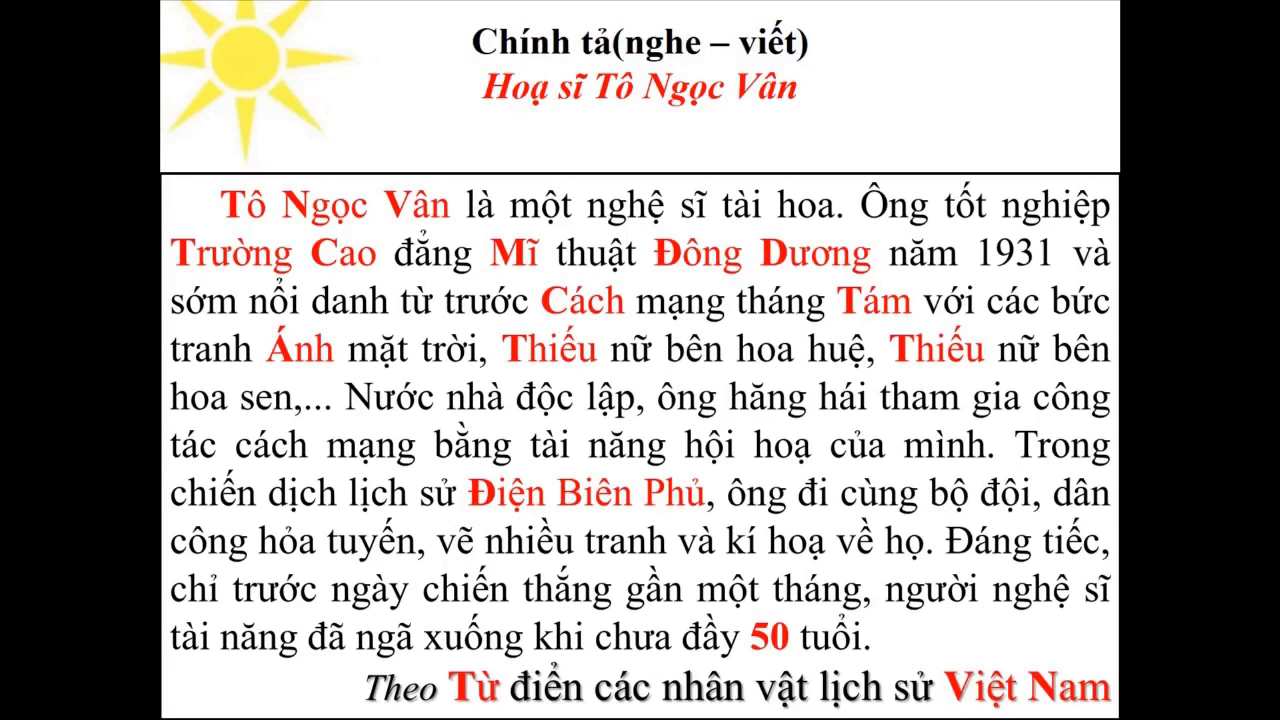 Chính tả(nghe – viết)
Hoạ sĩ Tô Ngọc Vân
Tô Ngọc Vân là một nghệ sĩ tài hoa. Ông tốt nghiệp
Trường Cao đẳng Mĩ thuật Đông Dương năm 1931 và
sớm nổi danh từ trước Cách mạng tháng Tám với các bức
tranh Ánh mặt trời, Thiếu nữ bên hoa huệ, Thiếu nữ bên
hoa sen,... Nước nhà độc lập, ông hăng hái tham gia công
tác cách mạng bằng tài năng hội hoạ của mình. Trong
chiến dịch lịch sử Điện Biên Phủ, ông đi cùng bộ đội, dân
công hỏa tuyến, vẽ nhiều tranh và kí hoạ về họ. Đáng tiếc,
chỉ trước ngày chiến thắng gần một tháng, người nghệ sĩ
tài năng đã ngã xuống khi chưa đầy 50 tuổi.
Theo Từ điển các nhân vật lịch sử Việt Nam